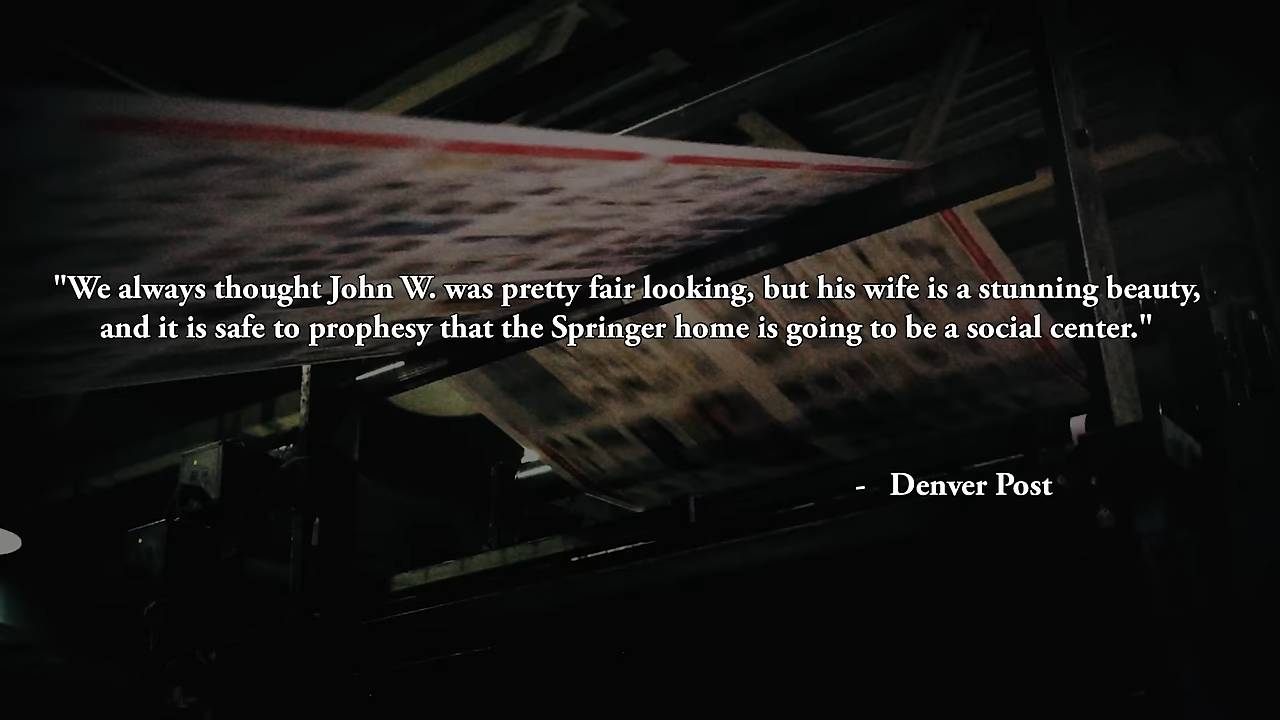 "We always thought John W. was pretty fair looking, but his wife is a stunning beauty,
and it is safe to prophesy that the Springer home is going to be a social center."
- Denver Post